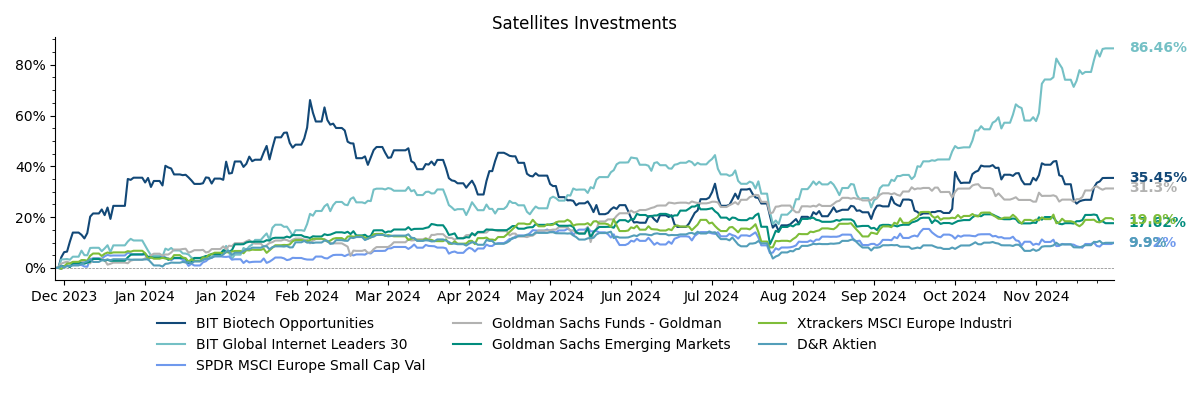 Satellites Investments
86.46%
80%
60%
40%
35.45%
31.3%
20%
0%
Dec 2023 Jan 2024 Jan 2024 Feb 2024 Mar 2024 Apr 2024 May 2024 Jun 2024 Jul 2024 Aug 2024 Sep 2024 Oct 2024 Nov 2024
BIT Biotech Opportunities
BIT Global Internet Leaders 30
SPDR MSCI Europe Small Cap Val
Goldman Sachs Funds - Goldman
Goldman Sachs Emerging Markets
Xtrackers MSCI Europe Industri
D&R Aktien